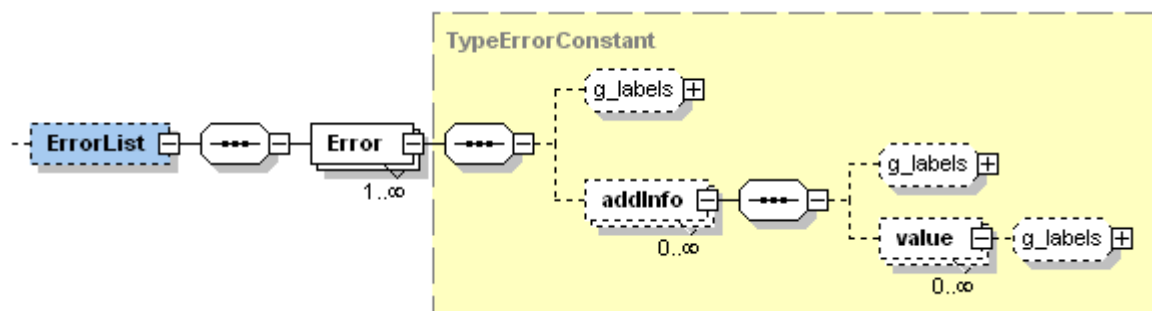 TypeErrorConstant
g_labels
ErrorList
Error
1..∞
addInfo
0..∞
g_labels
value
g_labels
0..∞